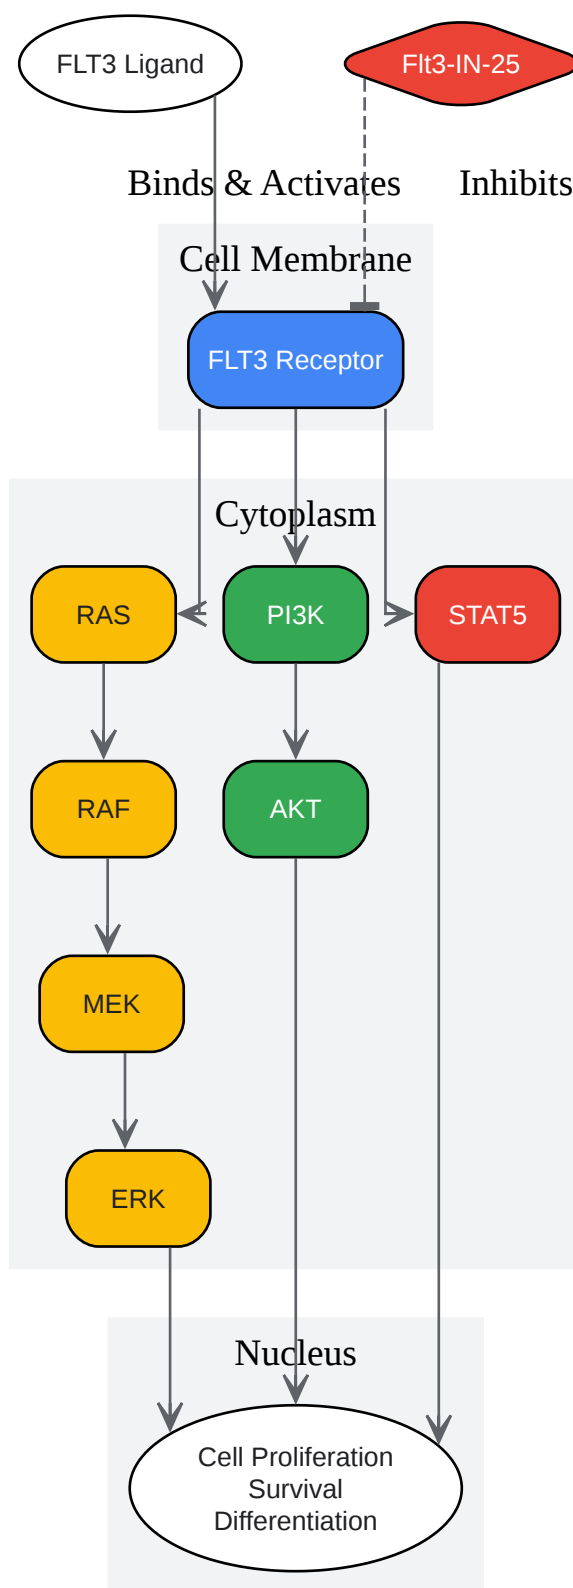 FLT3 Ligand
Flt3-IN-25
Binds & Activates
Inhibits
Cell Membrane
FLT3 Receptor
Cytoplasm
RAS
PI3K
STAT5
RAF
AKT
MEK
ERK
Nucleus
Cell Proliferation
Survival
Differentiation